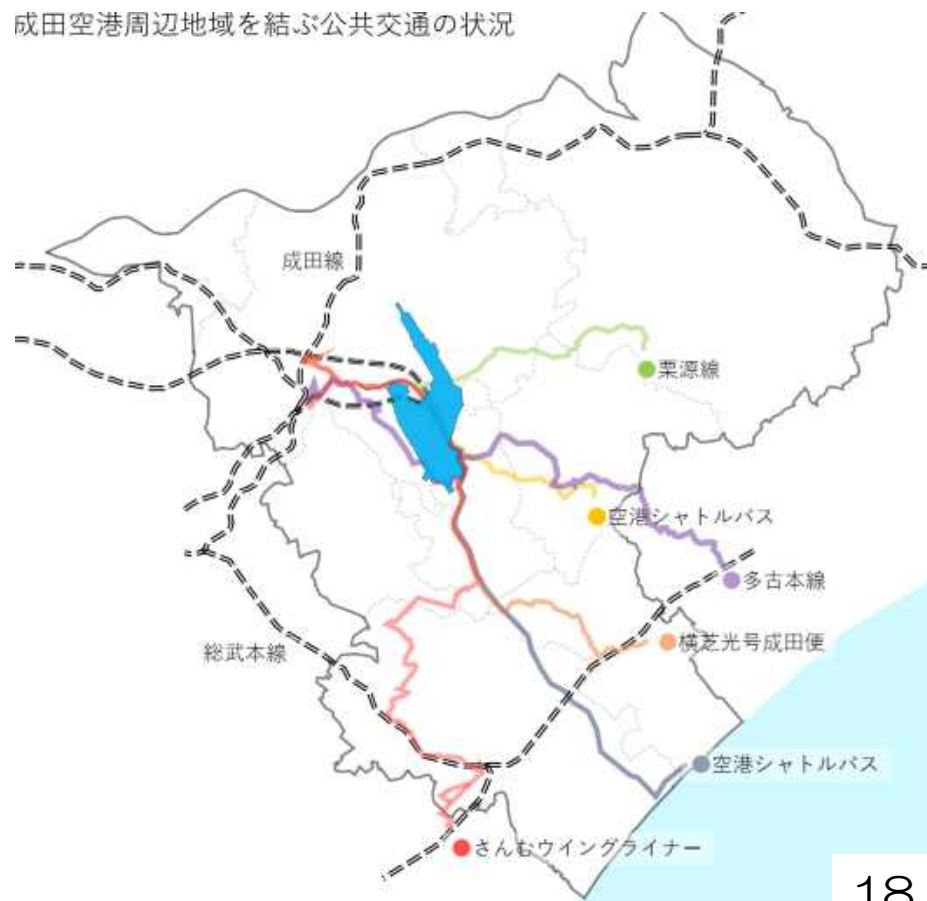 成田空港周辺地域を結ぶ公共交通の状況
成田線
栗源線
空港シャトルバス
多古本線
横芝光号成田便
総武本線
空港シャトルバス
さんむウイングライナー
18